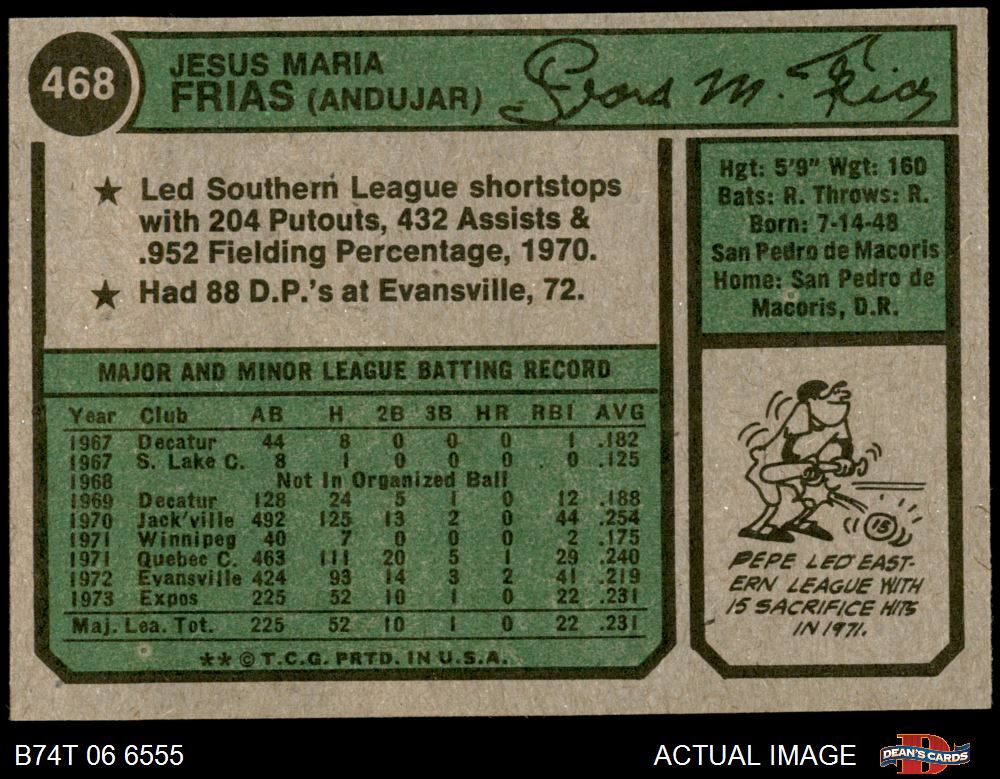 468
JESUS MARIA
FRIAS (ANDUJAR)
★ Led Southern League shortstops
with 204 Putouts, 432 Assists &
.952 Fielding Percentage, 1970.
★ Had 88 D.P.'s at Evansville, 72.
Hgt: 5'9" Wgt: 160
Bats: R. Throws: R.
Born: 7-14-48
San Pedro de Macoris
Home: San Pedro de
Macoris, D.R.
MAJOR AND MINOR LEAGUE BATTING RECORD
Year Club AB H 2B 3B HR RBI AVG
1967 Decatur 44 8 0 0 0 1 .182
1967 S. Lake C. 8 1 0 0 0 0 .125
1968 Not In Organized Ball
1969 Decatur 128 24 5 1 0 12 .188
1970 Jack'ville 492 125 13 2 0 44 .254
1971 Winnipeg 40 7 0 0 0 2 .175
1971 Quebec C. 463 111 20 5 1 29 .240
1972 Evansville 424 93 14 3 2 41 .219
1973 Expos 225 52 10 1 0 22 .231
Maj. Lea. Tot. 225 52 10 1 0 22 .231
** © T.C.G. PRTD. IN U.S.A.
15
PEPE LED EAST-
ERN LEAGUE WITH
15 SACRIFICE HITS
IN 1971.
B74T 06 6555
ACTUAL IMAGE
DEAN'S CARDS